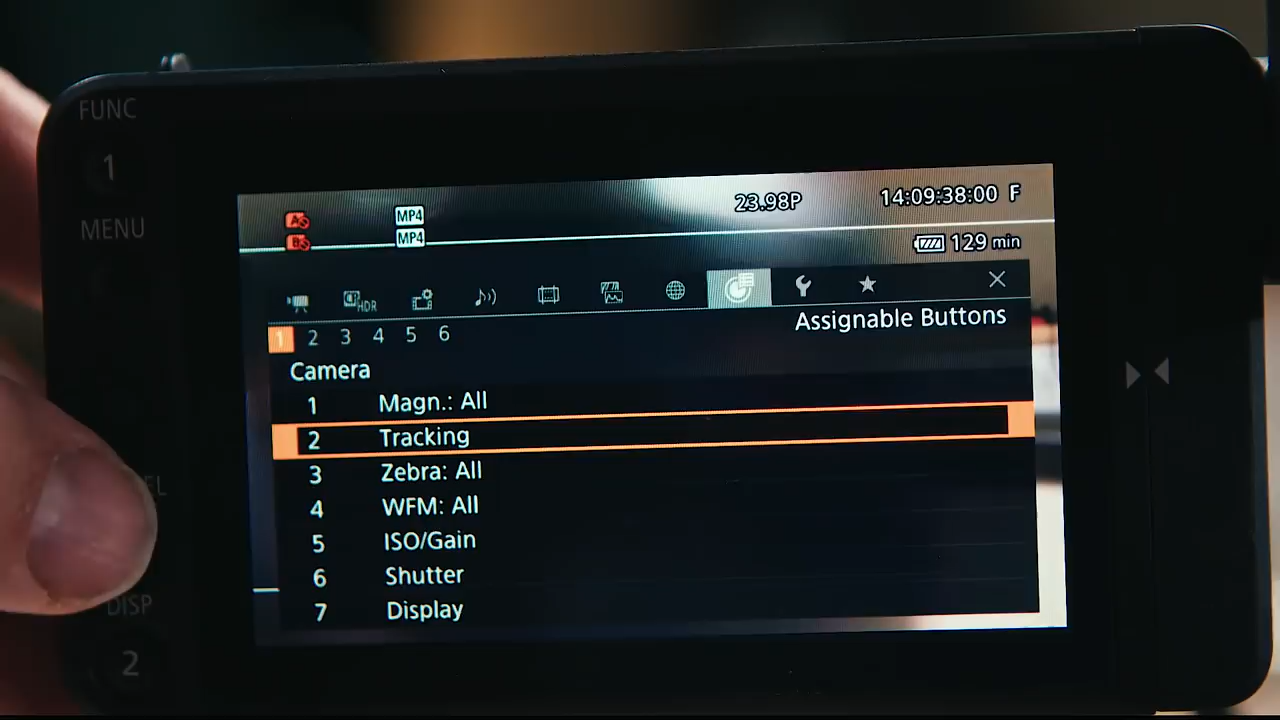 FUNC
1
MENU
A
B
MP4
MP4
23.98P
14:09:38:00 F
129 min
HDR
1 2 3 4 5 6
Assignable Buttons
Camera
1 Magn.: All
2 Tracking
3 Zebra: All
4 WFM: All
5 ISO/Gain
6 Shutter
7 Display
DISP
2